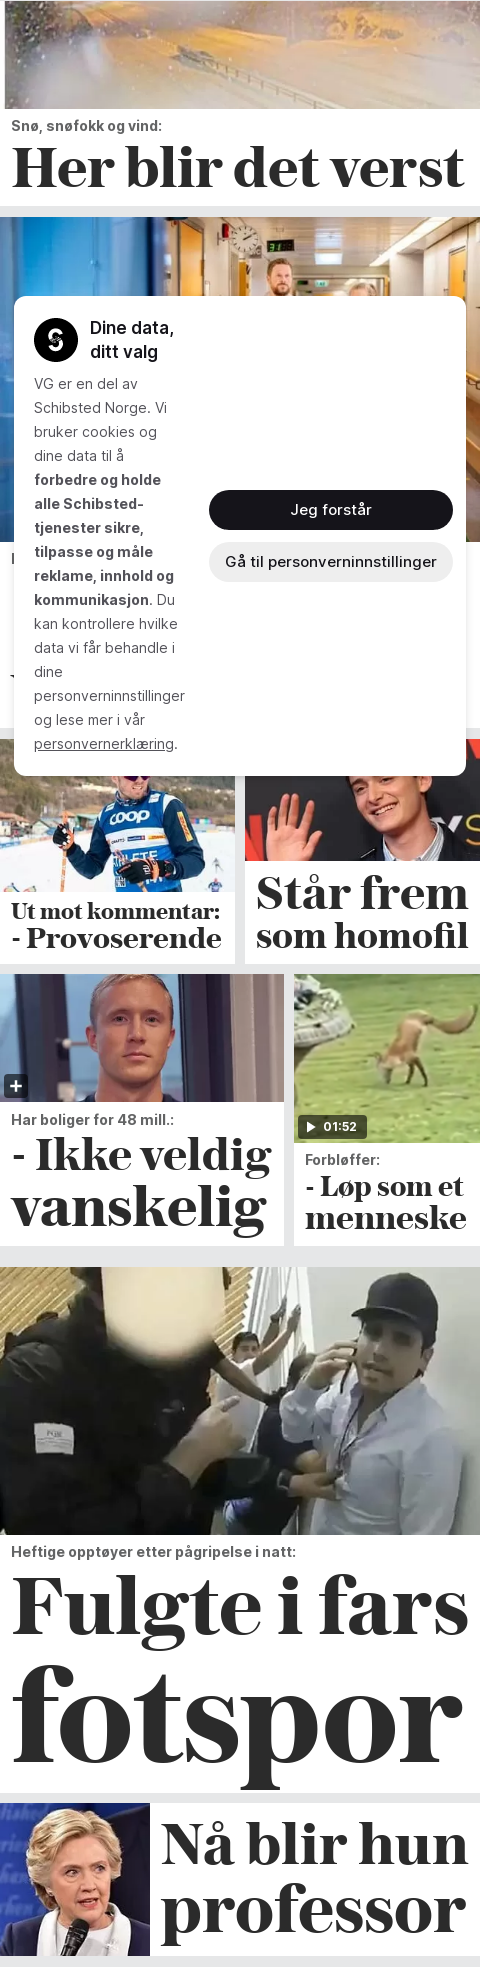 Snø, snøfokk og vind:
Her blir det verst
31
Dine data,
ditt valg
VG er en del av
Schibsted Norge. Vi
bruker cookies og
dine data til å
forbedre og holde
alle Schibsted-
tjenester sikre,
tilpasse og måle
reklame, innhold og
kommunikasjon. Du
kan kontrollere hvilke
data vi får behandle i
dine
personverninnstillinger
og lese mer i vår
personvernerklæring.
Jeg forstår
Gå til personverninnstillinger
coop
Ut mot kommentar:
- Provoserende
Står frem
som homofil
Har boliger for 48 mill.:
- Ikke veldig
vanskelig
01:52
Forbløffer:
- Løp som et
menneske
Heftige opptøyer etter pågripelse i natt:
Fulgte i fars
fotspor
Nå blir hun
professor